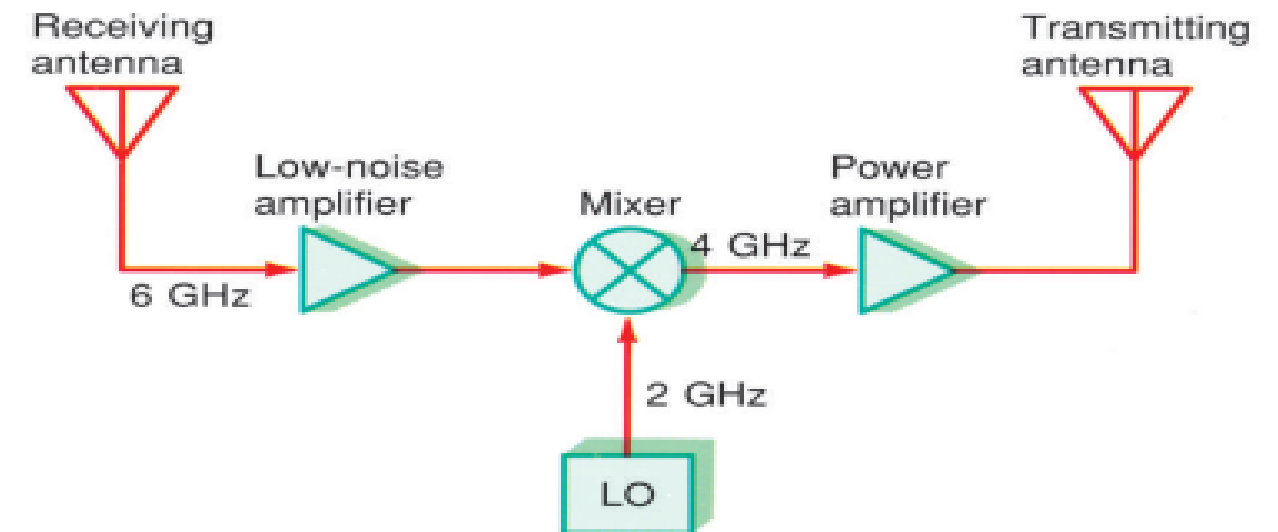 Receiving
antenna
Transmitting
antenna
Low-noise
amplifier
Mixer
Power
amplifier
4 GHz
6 GHz
2 GHz
LO